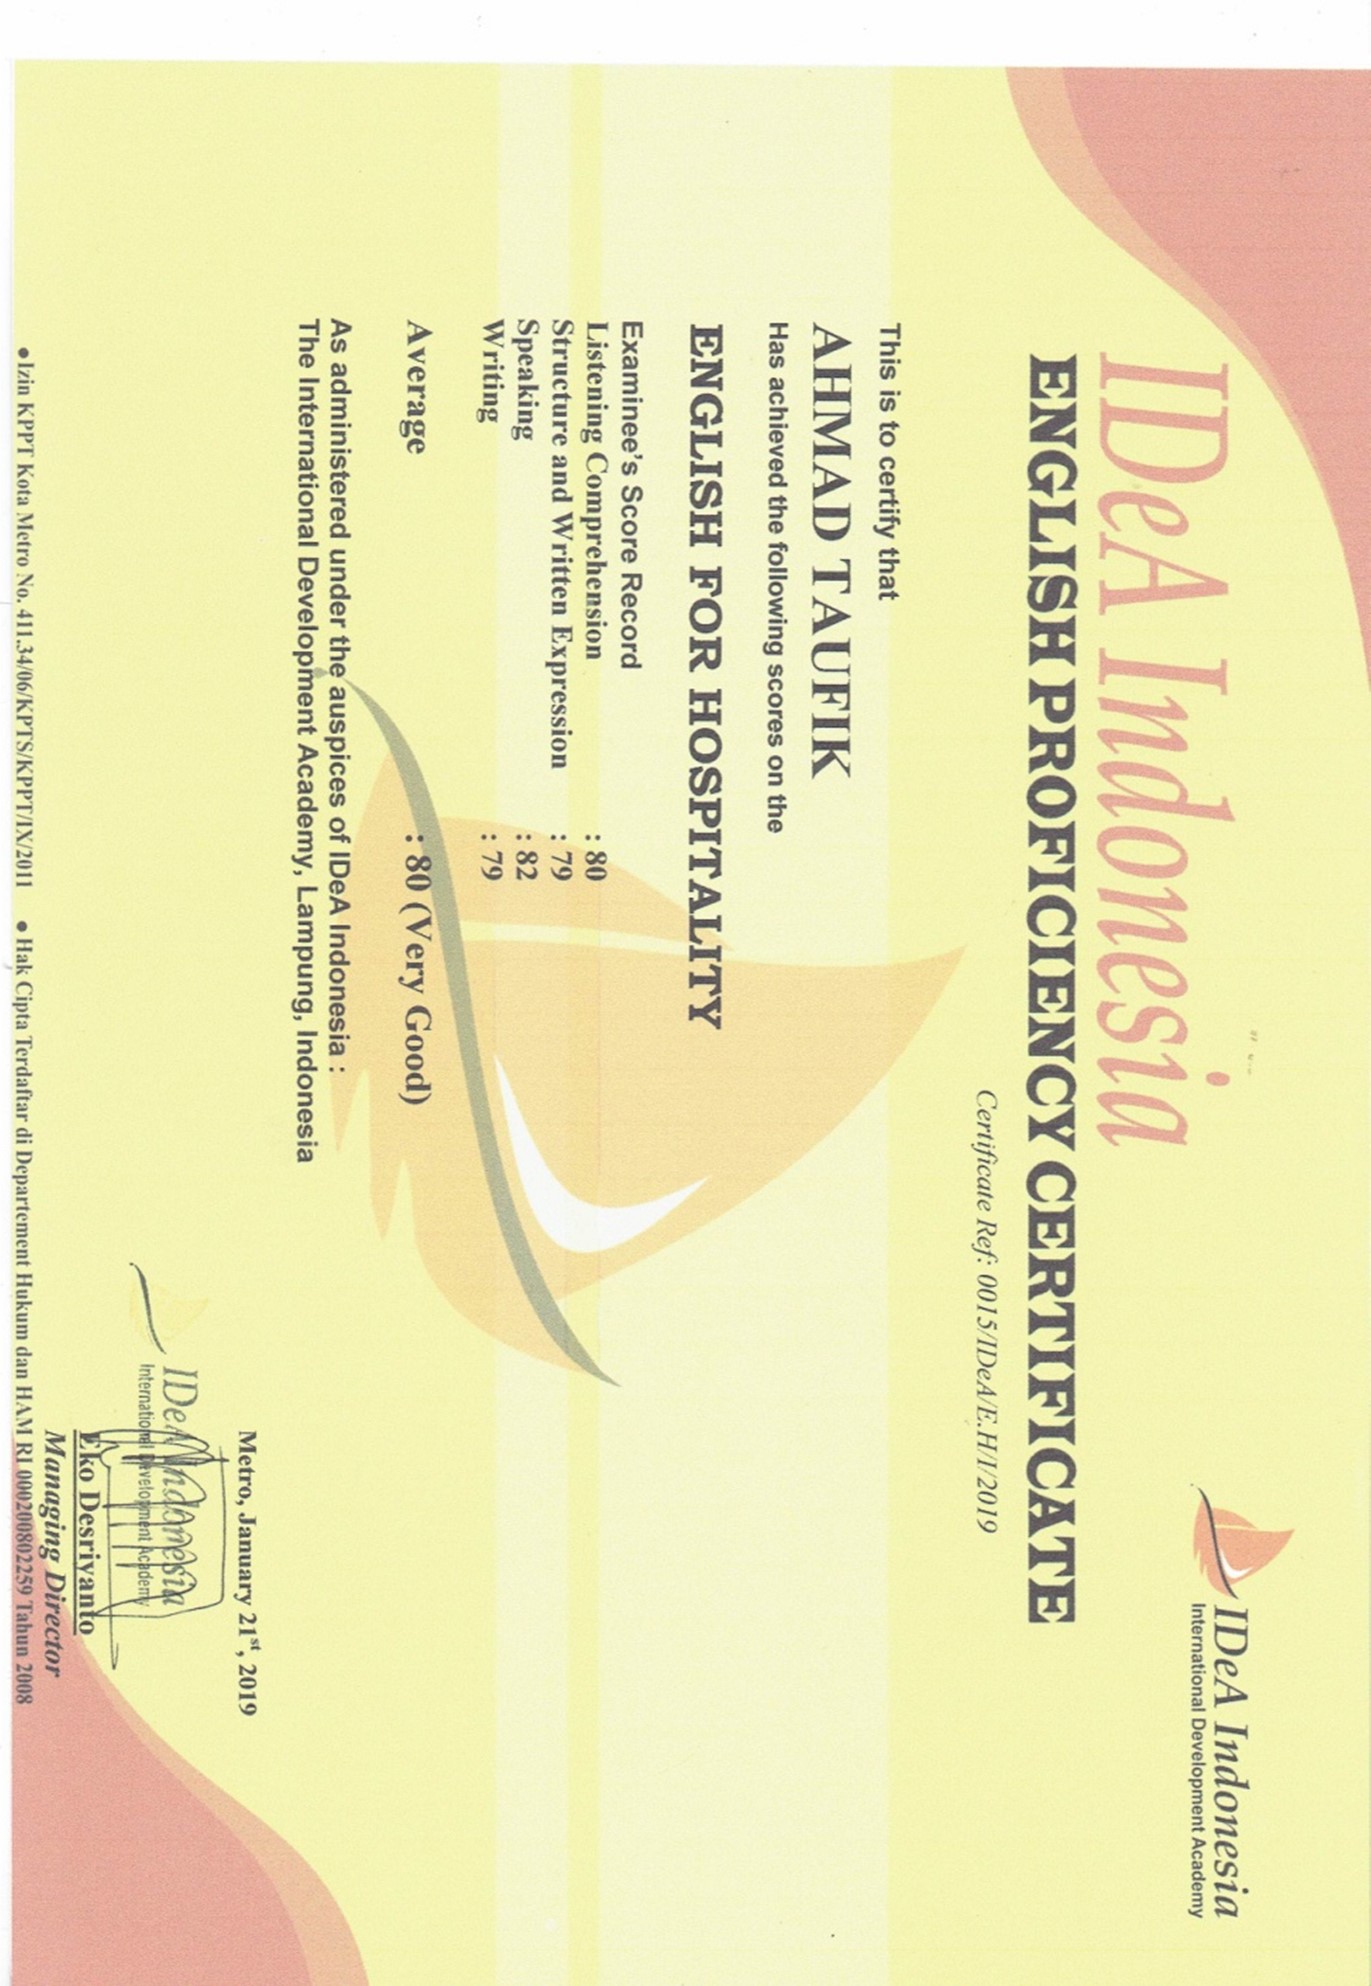 IDeA Indonesia
International Development Academy
IDeA Indonesia
ENGLISH PROFICIENCY CERTIFICATE
Certificate Ref: 0015/IDeA/E.H/I/2019
This is to certify that
AHMAD TAUFIK
Has achieved the following scores on the
ENGLISH FOR HOSPITALITY
Examinee's Score Record
Listening Comprehension : 80
Structure and Written Expression : 79
Speaking : 82
Writing : 79
Average : 80 (Very Good)
As administered under the auspices of IDeA Indonesia :
The International Development Academy, Lampung, Indonesia
Metro, January 21st, 2019
IDeA Indonesia
International Development Academy
Eko Desriyanto
Managing Director
• Izin KPPT Kota Metro No. 411.34/06/KPTS/KPPT/IX/2011 • Hak Cipta Terdaftar di Departement Hukum dan HAM RI 000200802259 Tahun 2008